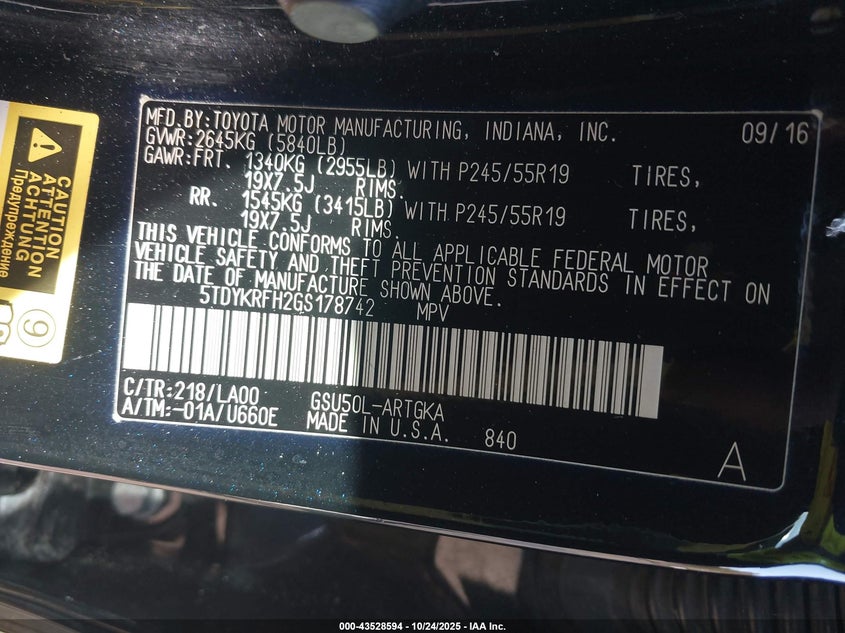 MFD.BY:TOYOTA MOTOR MANUFACTURING, INDIANA, INC. 09/16
GVWR:2645KG (5840LB)
GAWR:FRT. 1340KG (2955LB) WITH P245/55R19 TIRES,
19X7.5J RIMS.
RR. 1545KG (3415LB) WITH P245/55R19 TIRES,
19X7.5J RIMS.
THIS VEHICLE CONFORMS TO ALL APPLICABLE FEDERAL MOTOR
VEHICLE SAFETY AND THEFT PREVENTION STANDARDS IN EFFECT ON
THE DATE OF MANUFACTURE SHOWN ABOVE.
5TDYKRFH2GS178742 MPV
C/TR:218/LA00 GSU50L-ARTGKA
A/TM:-01A/U660E MADE IN U.S.A. 840
A
CAUTION
ATTENTION
ACHTUNG
Предупреждение
9
000-43528594 - 10/24/2025 - IAA Inc.